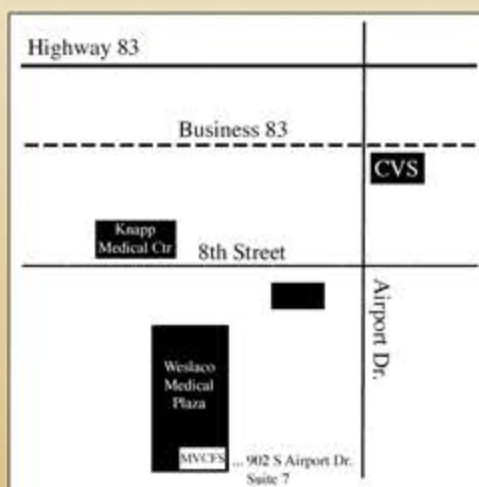 Highway 83
Business 83
CVS
Knapp
Medical Ctr
8th Street
Airport Dr.
Weslaco
Medical
Plaza
MVCFS
... 902 S Airport Dr.
Suite 7